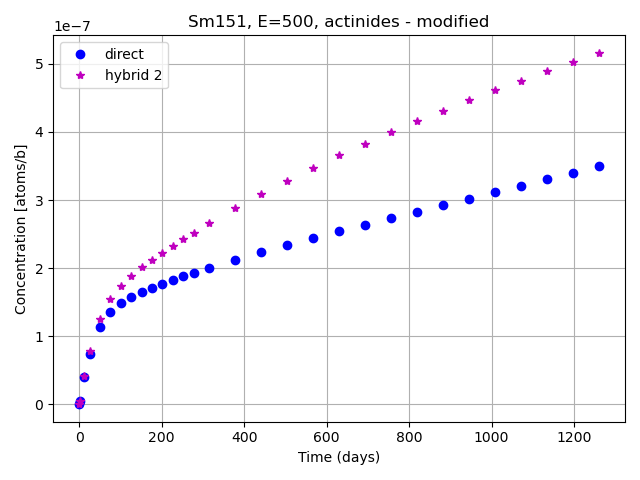 Sm151, E=500, actinides - modified
1e−7
direct
hybrid 2
Concentration [atoms/b]
5
4
3
2
1
0
0 200 400 600 800 1000 1200
Time (days)